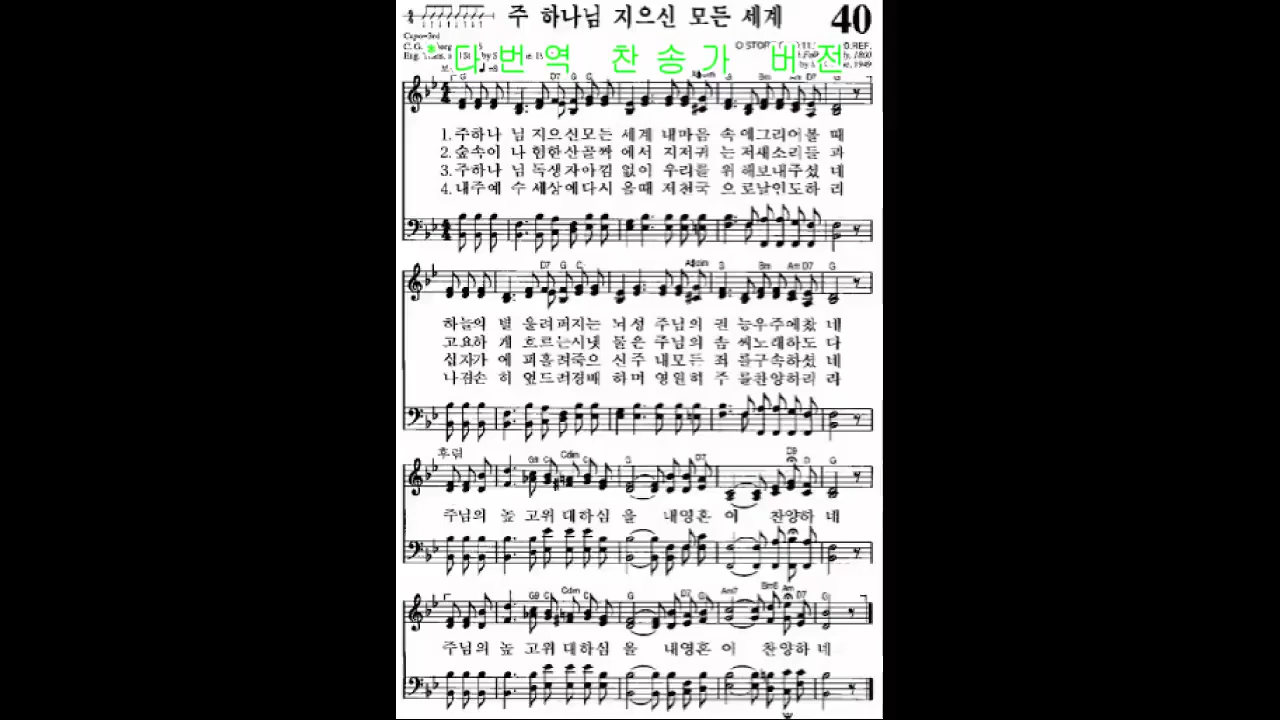 주 하나님 지으신 모든 세계 40
Capo=3rd
*다번역 찬송가 버전
1.주하나 님 지으신모든 세계 내마음 속에그리어볼 때
2.숲속이 나 험한산골짝 에서 지저귀 는저새소리들 과
3.주하나 님 독생자아낌 없이 우리를 위해보내주셨 네
4.내주예 수 세상에다시 올때 저천국 으로날인도하 리
하늘의 별 울려퍼지는 뇌성 주님의 권능우주에찼 네
고요하 게 흐르는시냇 물은 주님의 솜씨노래하도 다
십자가 에 피흘려죽으 신주 내모든 죄를구속하셨 네
나겸손 히 엎드려경배 하며 영원히 주를찬양하리 라
후렴
주님의 높 고위대하심 을 내영혼 이 찬양하 네
주님의 높 고위대하심 을 내영혼 이 찬양하 네